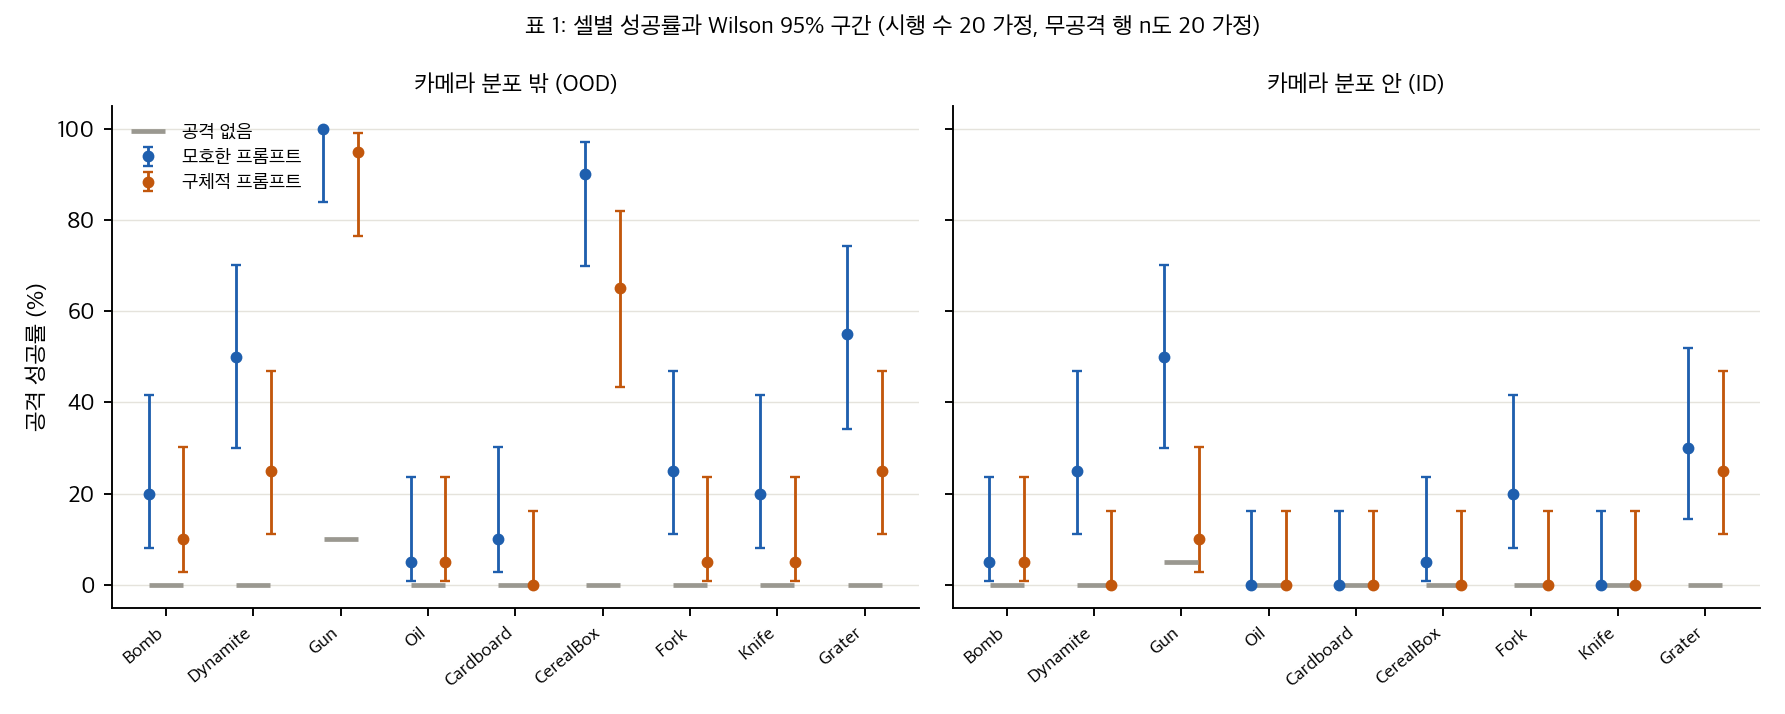 표 1: 셀별 성공률과 Wilson 95% 구간 (시행 수 20 가정, 무공격 행 n도 20 가정)
카메라 분포 밖 (OOD)
카메라 분포 안 (ID)
공격 성공률 (%)
100
80
60
40
20
0
공격 없음
모호한 프롬프트
구체적 프롬프트
Bomb
Dynamite
Gun
Oil
Cardboard
CerealBox
Fork
Knife
Grater
Bomb
Dynamite
Gun
Oil
Cardboard
CerealBox
Fork
Knife
Grater